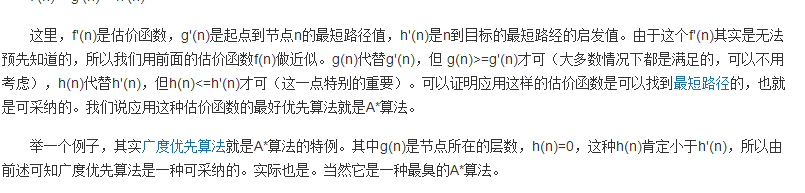 这里，f'(n)是估价函数，g'(n)是起点到节点n的最短路径值，h'(n)是n到目标的最短路经的启发值。由于这个f'(n)其实是无法
预先知道的，所以我们用前面的估价函数f(n)做近似。g(n)代替g'(n)，但 g(n)>=g'(n)才可（大多数情况下都是满足的，可以不用
考虑），h(n)代替h'(n)，但h(n)<=h'(n)才可（这一点特别的重要）。可以证明应用这样的估价函数是可以找到最短路径的，也就
是可采纳的。我们说应用这种估价函数的最好优先算法就是A*算法。
举一个例子，其实广度优先算法就是A*算法的特例。其中g(n)是节点所在的层数，h(n)=0，这种h(n)肯定小于h'(n)，所以由
前述可知广度优先算法是一种可采纳的。实际也是。当然它是一种最臭的A*算法。